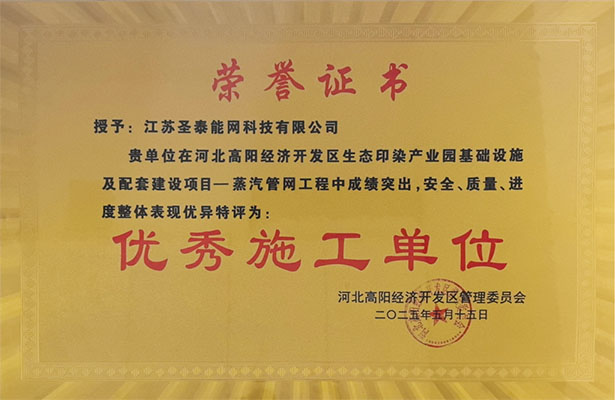 荣誉证书
授予：江苏圣泰能网科技有限公司
贵单位在河北高阳经济开发区生态印染产业园基础设施
及配套建设项目—蒸汽管网工程中成绩突出，安全、质量、进
度整体表现优异特评为：
优秀施工单位
河北高阳经济开发区管理委员会
二〇二五年五月十五日